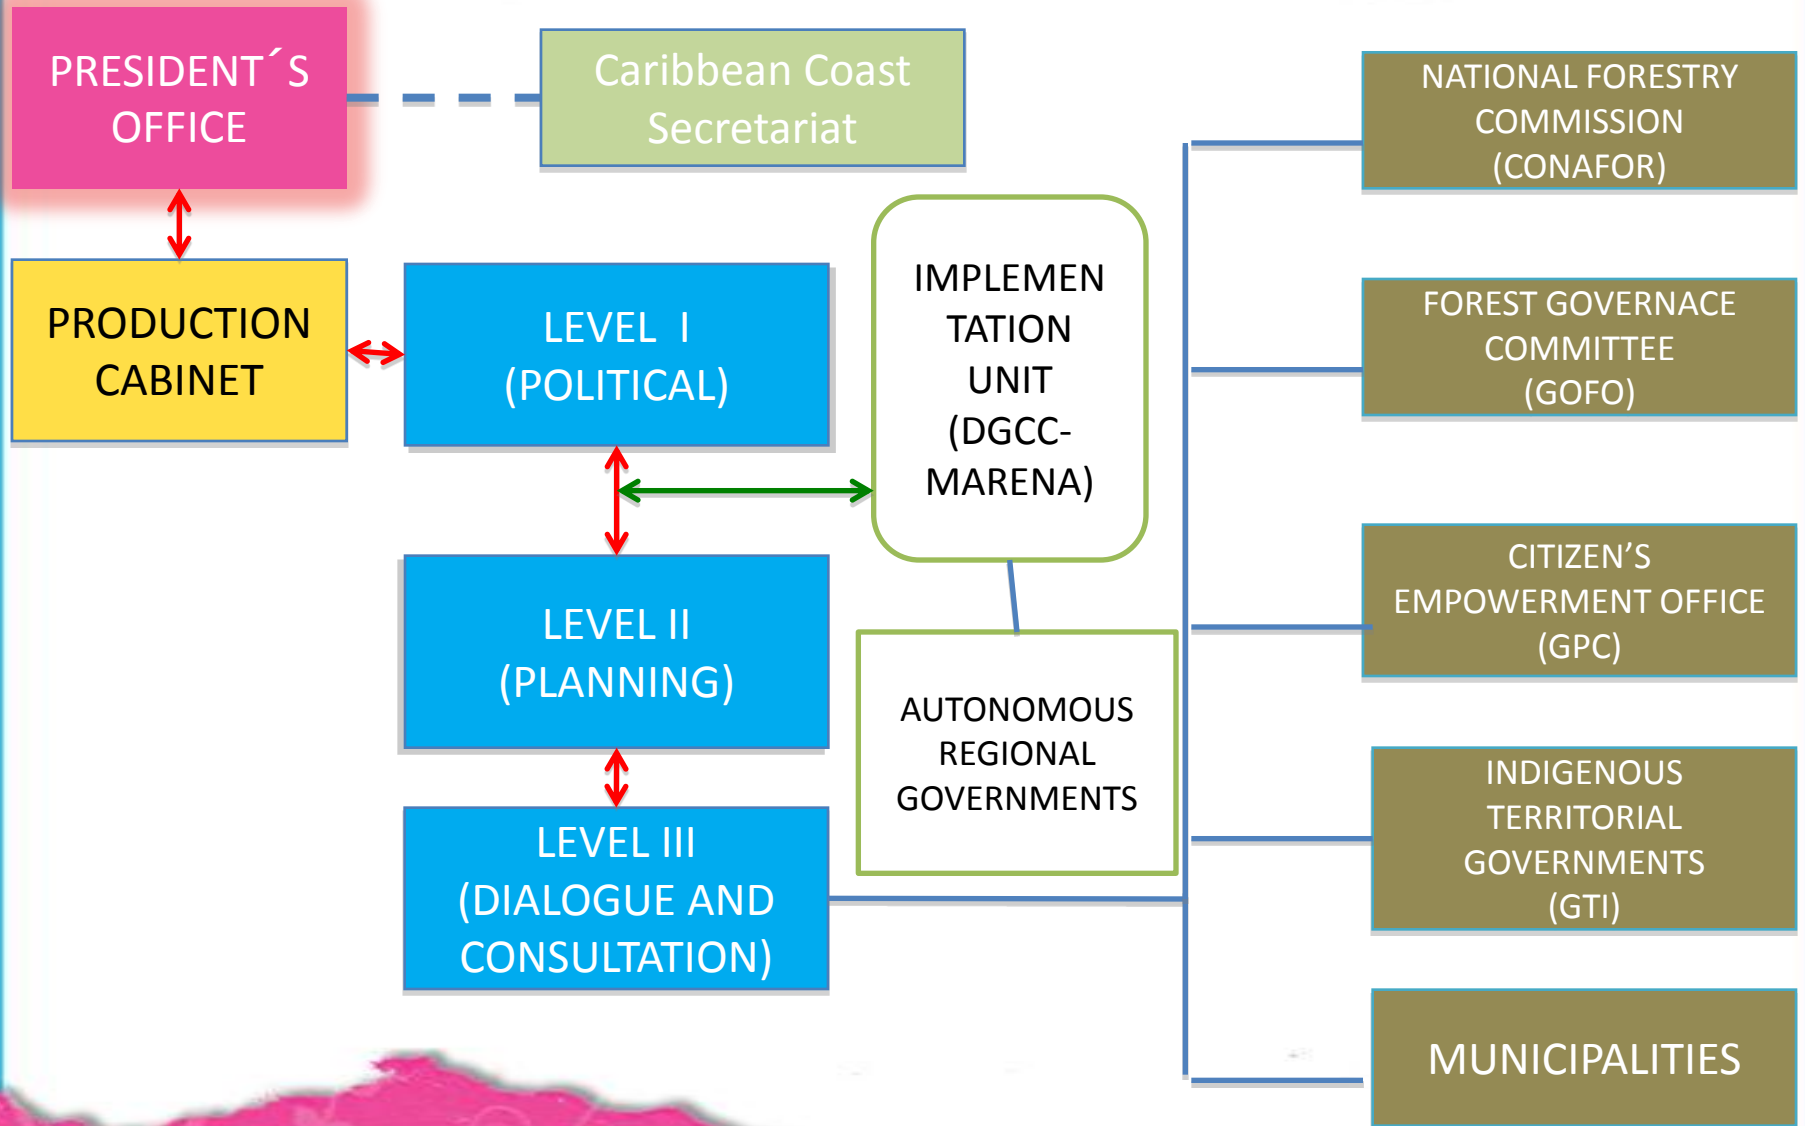 PRESIDENT´S
OFFICE
Caribbean Coast
Secretariat
NATIONAL FORESTRY
COMMISSION
(CONAFOR)
PRODUCTION
CABINET
LEVEL I
(POLITICAL)
IMPLEMEN
TATION
UNIT
(DGCC-
MARENA)
FOREST GOVERNACE
COMMITTEE
(GOFO)
LEVEL II
(PLANNING)
AUTONOMOUS
REGIONAL
GOVERNMENTS
CITIZEN’S
EMPOWERMENT OFFICE
(GPC)
LEVEL III
(DIALOGUE AND
CONSULTATION)
INDIGENOUS
TERRITORIAL
GOVERNMENTS
(GTI)
MUNICIPALITIES